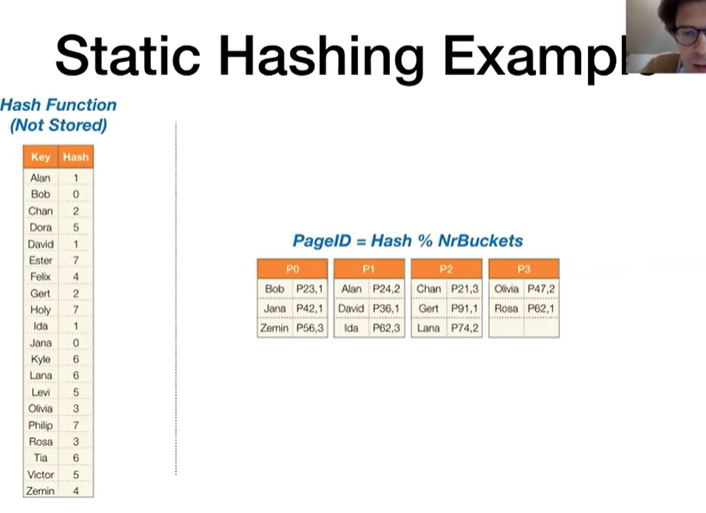 Static Hashing Exampl
Hash Function
(Not Stored)
Key Hash
Alan 1
Bob 0
Chan 2
Dora 5
David 1
Ester 7
Felix 4
Gert 2
Holy 7
Ida 1
Jana 0
Kyle 6
Lana 6
Levi 5
Olivia 3
Philip 7
Rosa 3
Tia 6
Victor 5
Zemin 4
PageID = Hash % NrBuckets
P0 P1 P2 P3
Bob P23,1 Alan P24,2 Chan P21,3 Olivia P47,2
Jana P42,1 David P36,1 Gert P91,1 Rosa P62,1
Zemin P56,3 Ida P62,3 Lana P74,2